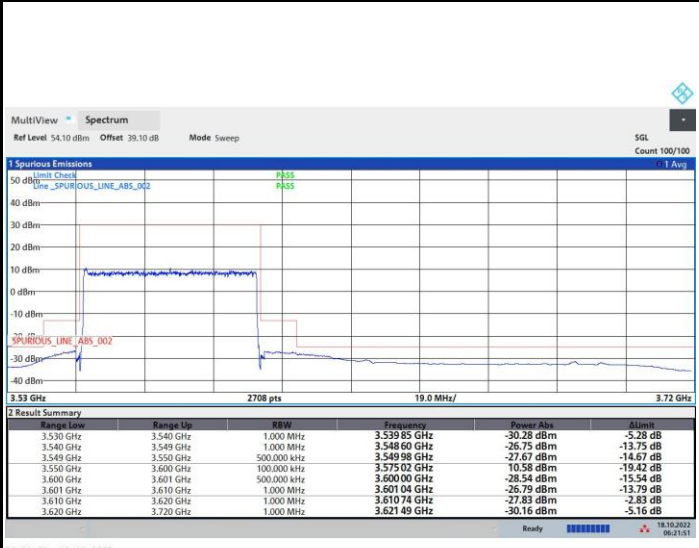 MultiView Spectrum
Ref Level 54.10 dBm Offset 39.10 dB Mode Sweep SGL
Count 100/100
1 Spurious Emissions 1 Avg
50 dBm Limit Check PASS
Line _SPURIOUS_LINE_ABS_002 PASS
40 dBm
30 dBm
20 dBm
10 dBm
0 dBm
-10 dBm
SPURIOUS_LINE_ABS_002
-30 dBm
-40 dBm
3.53 GHz 2708 pts 19.0 MHz/ 3.72 GHz
2 Result Summary
Range Low Range Up RBW Frequency Power Abs ΔLimit
3.530 GHz 3.540 GHz 1.000 MHz 3.539 85 GHz -30.28 dBm -5.28 dB
3.540 GHz 3.549 GHz 1.000 MHz 3.548 60 GHz -26.75 dBm -13.75 dB
3.549 GHz 3.550 GHz 500.000 kHz 3.549 98 GHz -27.67 dBm -14.67 dB
3.550 GHz 3.600 GHz 100.000 kHz 3.575 02 GHz 10.58 dBm -19.42 dB
3.600 GHz 3.601 GHz 500.000 kHz 3.600 00 GHz -28.54 dBm -15.54 dB
3.601 GHz 3.610 GHz 1.000 MHz 3.601 04 GHz -26.79 dBm -13.79 dB
3.610 GHz 3.620 GHz 1.000 MHz 3.610 74 GHz -27.83 dBm -2.83 dB
3.620 GHz 3.720 GHz 1.000 MHz 3.621 49 GHz -30.16 dBm -5.16 dB
Ready 18.10.2022
06:21:51